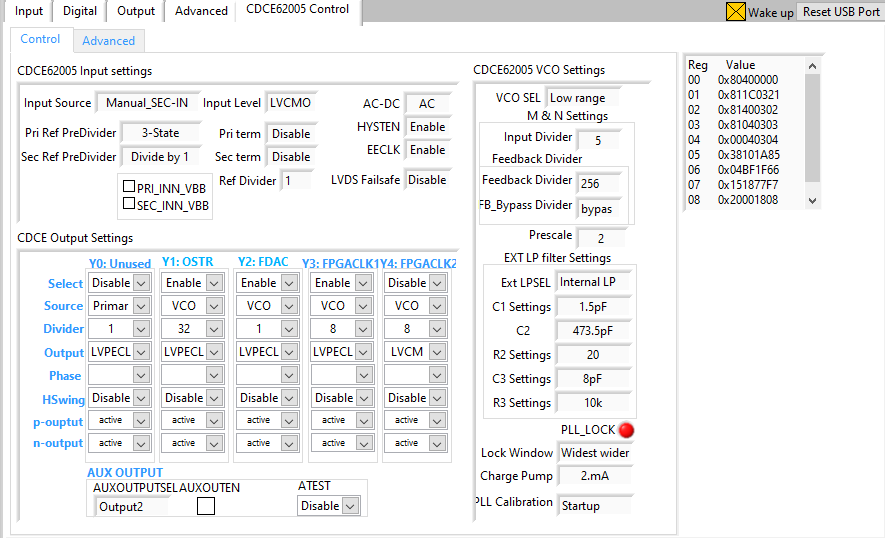 Input Digital Output Advanced CDCE62005 Control Wake up Reset USB Port
Control Advanced
CDCE62005 Input settings
Input Source Manual_SEC-IN Input Level LVCMO AC-DC AC
Pri Ref PreDivider 3-State Pri term Disable HYSTEN Enable
Sec Ref PreDivider Divide by 1 Sec term Disable EECLK Enable
PRI_INN_VBB Ref Divider 1 LVDS Failsafe Disable
SEC_INN_VBB
CDCE Output Settings
Y0: Unused Y1: OSTR Y2: FDAC Y3: FPGACLK1 Y4: FPGACLK2
Select Disable Enable Enable Enable Disable
Source Primar VCO VCO VCO VCO
Divider 1 32 1 8 8
Output LVPECL LVPECL LVPECL LVPECL LVCM
Phase
HSwing Disable Disable Disable Disable Disable
p-ouptut active active active active active
n-output active active active active active
AUX OUTPUT
AUXOUTPUTSEL AUXOUTEN ATEST
Output2 Disable
CDCE62005 VCO Settings
VCO SEL Low range
M & N Settings
Input Divider 5
Feedback Divider
Feedback Divider 256
FB_Bypass Divider bypas
Prescale 2
EXT LP filter Settings
Ext LPSEL Internal LP
C1 Settings 1.5pF
C2 473.5pF
R2 Settings 20
C3 Settings 8pF
R3 Settings 10k
PLL_LOCK
Lock Window Widest wider
Charge Pump 2.mA
PLL Calibration Startup
Reg Value
00 0x80400000
01 0x811C0321
02 0x81400302
03 0x81040303
04 0x00040304
05 0x38101A85
06 0x04BF1F66
07 0x151877F7
08 0x20001808